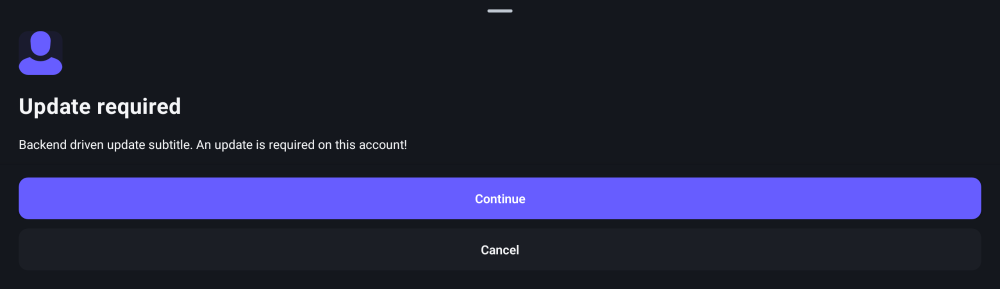 Update required
Backend driven update subtitle. An update is required on this account!
Continue
Cancel